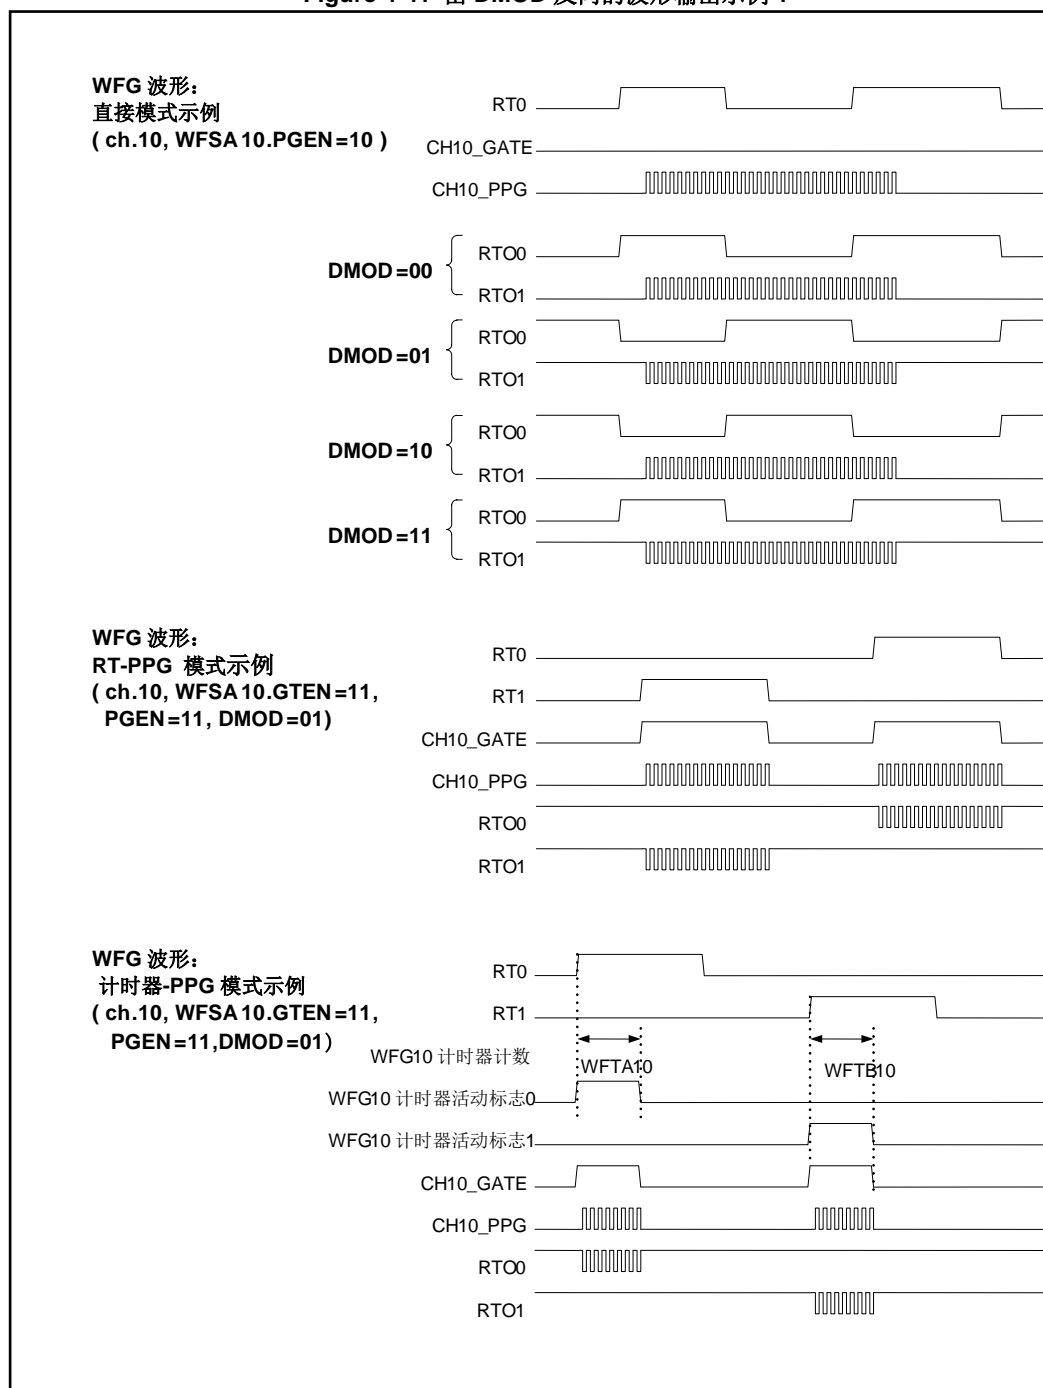 WFG 波形：
直接模式示例
( ch.10, WFSA10.PGEN=10 )
RT0
CH10_GATE
CH10_PPG
DMOD=00
RTO0
RTO1
DMOD=01
RTO0
RTO1
DMOD=10
RTO0
RTO1
DMOD=11
RTO0
RTO1
WFG 波形：
RT-PPG 模式示例
( ch.10, WFSA10.GTEN=11,
PGEN=11, DMOD=01)
RT0
RT1
CH10_GATE
CH10_PPG
RTO0
RTO1
WFG 波形：
计时器-PPG 模式示例
( ch.10, WFSA10.GTEN=11,
PGEN=11,DMOD=01）
RT0
RT1
WFG10 计时器计数
WFTA10
WFTB10
WFG10 计时器活动标志0
WFG10 计时器活动标志1
CH10_GATE
CH10_PPG
RTO0
RTO1